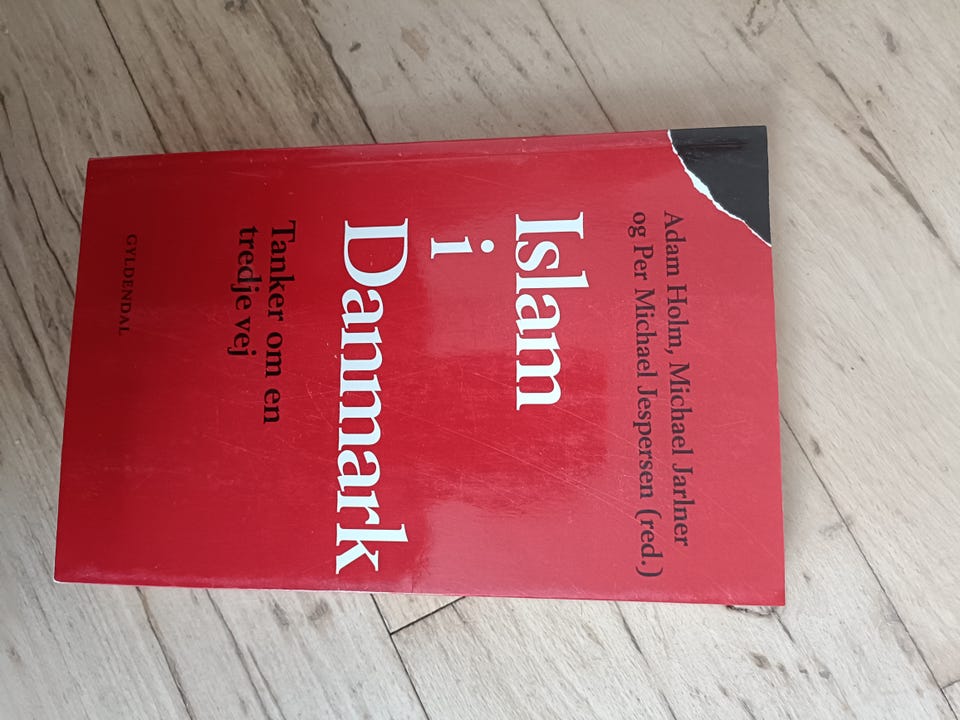 Adam Holm, Michael Jarlner
og Per Michael Jespersen (red.)
Islam
i
Danmark
Tanker om en
tredje vej
GYLDENDAL